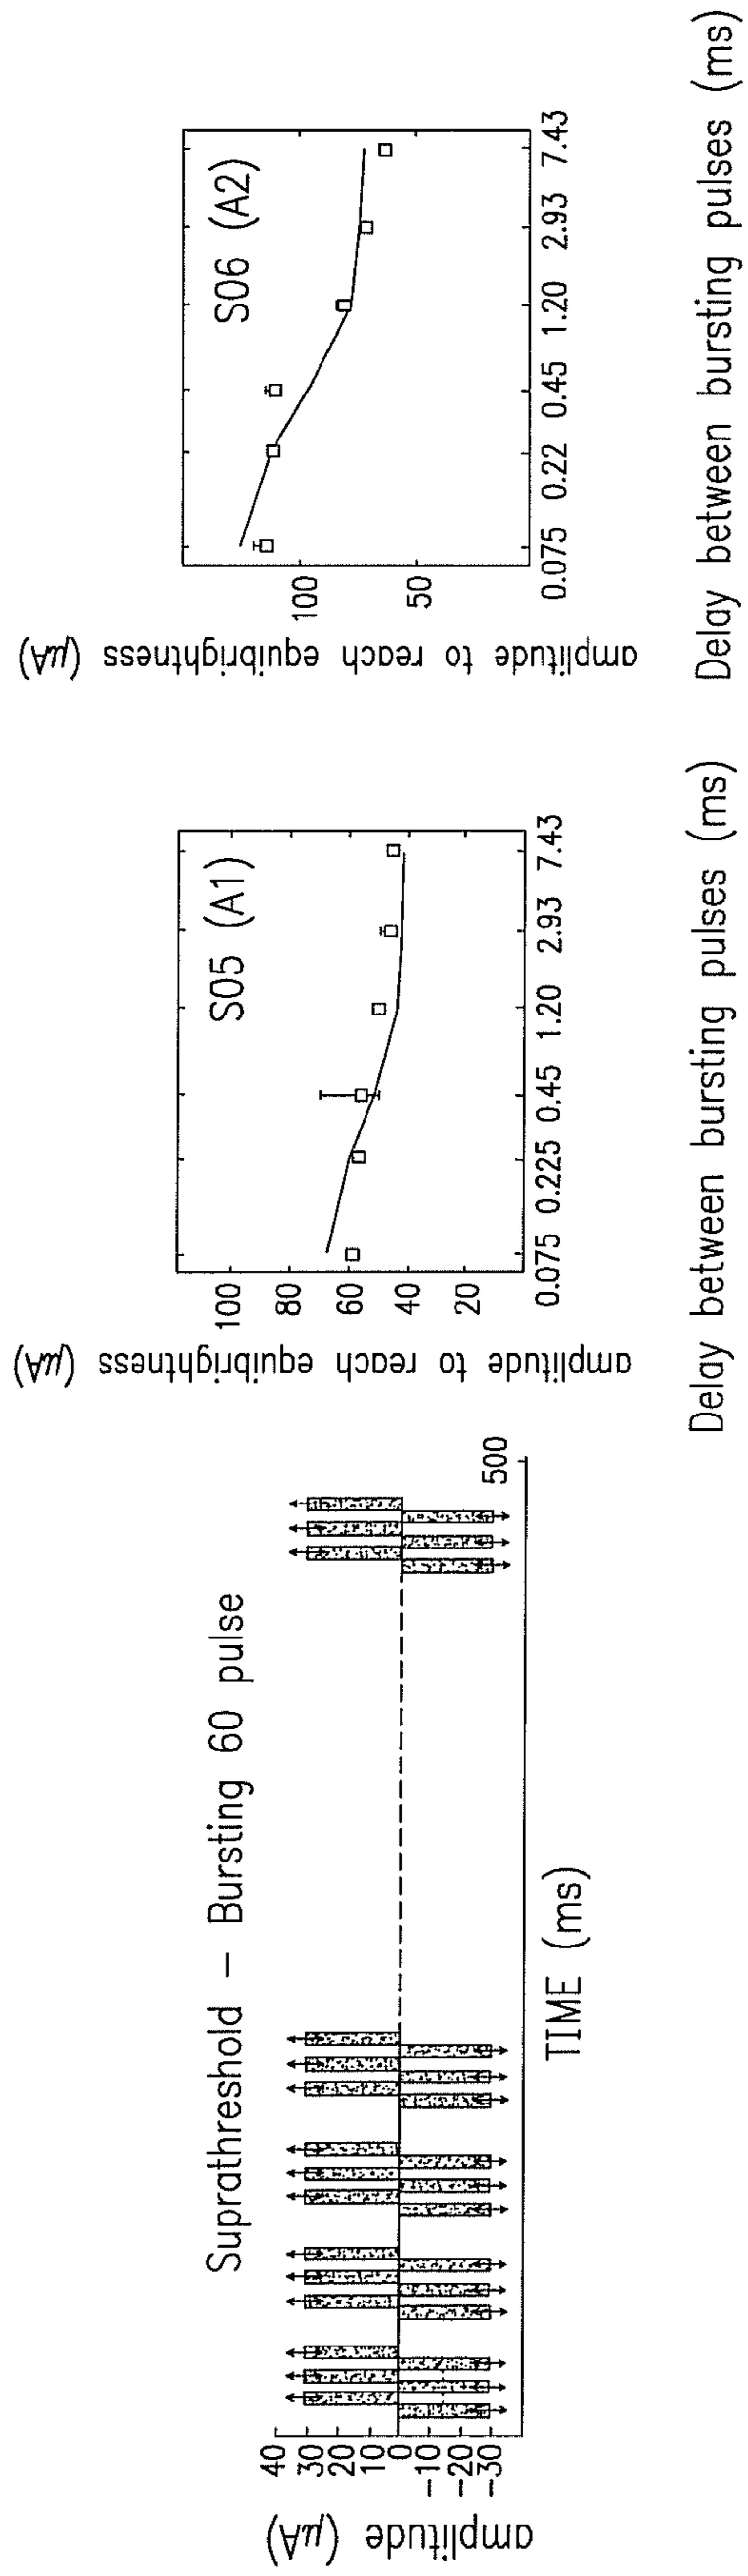 Suprathreshold – Bursting 60 pulse
amplitude (μA)
40
30
20
10
0
-10
-20
-30
500
TIME (ms)
S05 (A1)
amplitude to reach equibrightness (μA)
100
80
60
40
20
0.075 0.225 0.45 1.20 2.93 7.43
Delay between bursting pulses (ms)
S06 (A2)
amplitude to reach equibrightness (μA)
100
50
0.075 0.22 0.45 1.20 2.93 7.43
Delay between bursting pulses (ms)